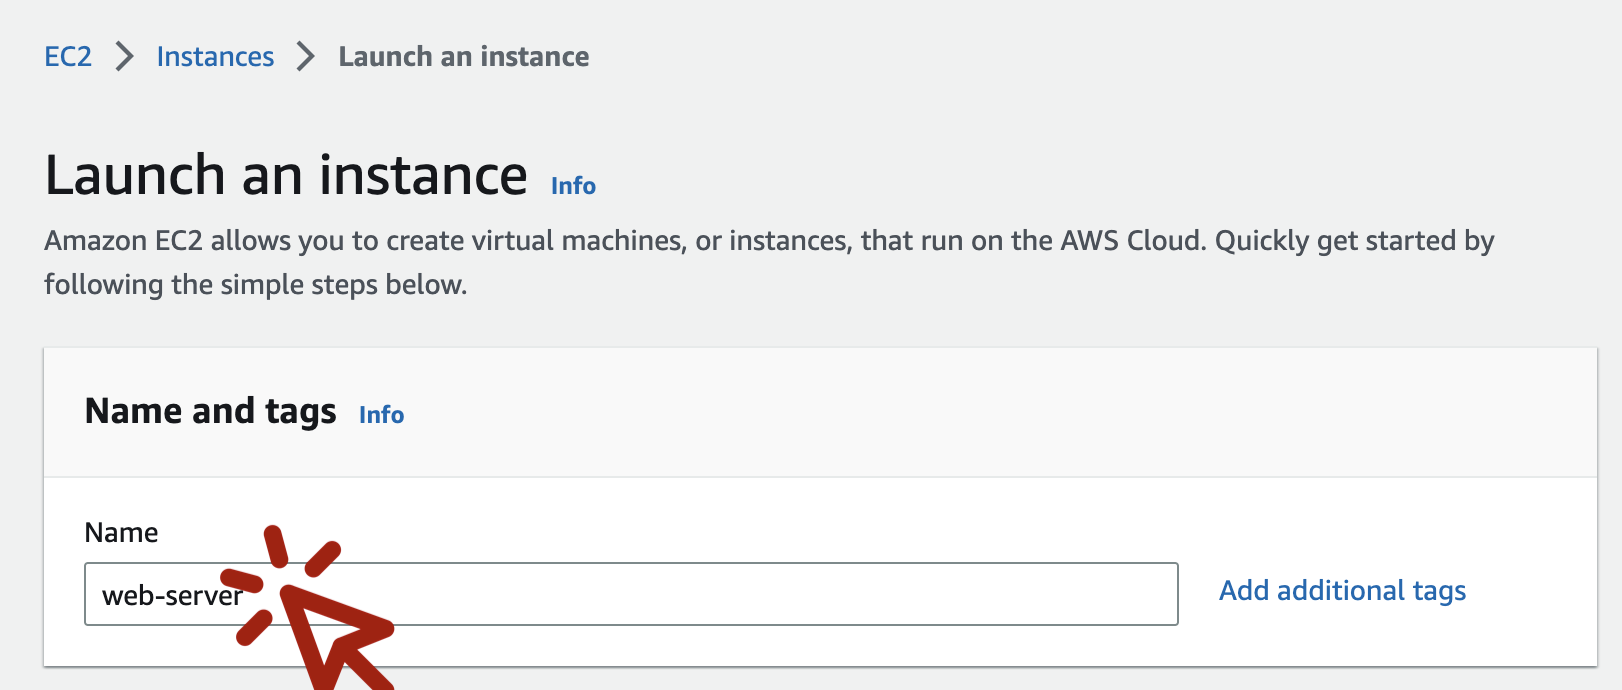 EC2 Instances Launch an instance
Launch an instance Info
Amazon EC2 allows you to create virtual machines, or instances, that run on the AWS Cloud. Quickly get started by
following the simple steps below.
Name and tags Info
Name
web-server
Add additional tags